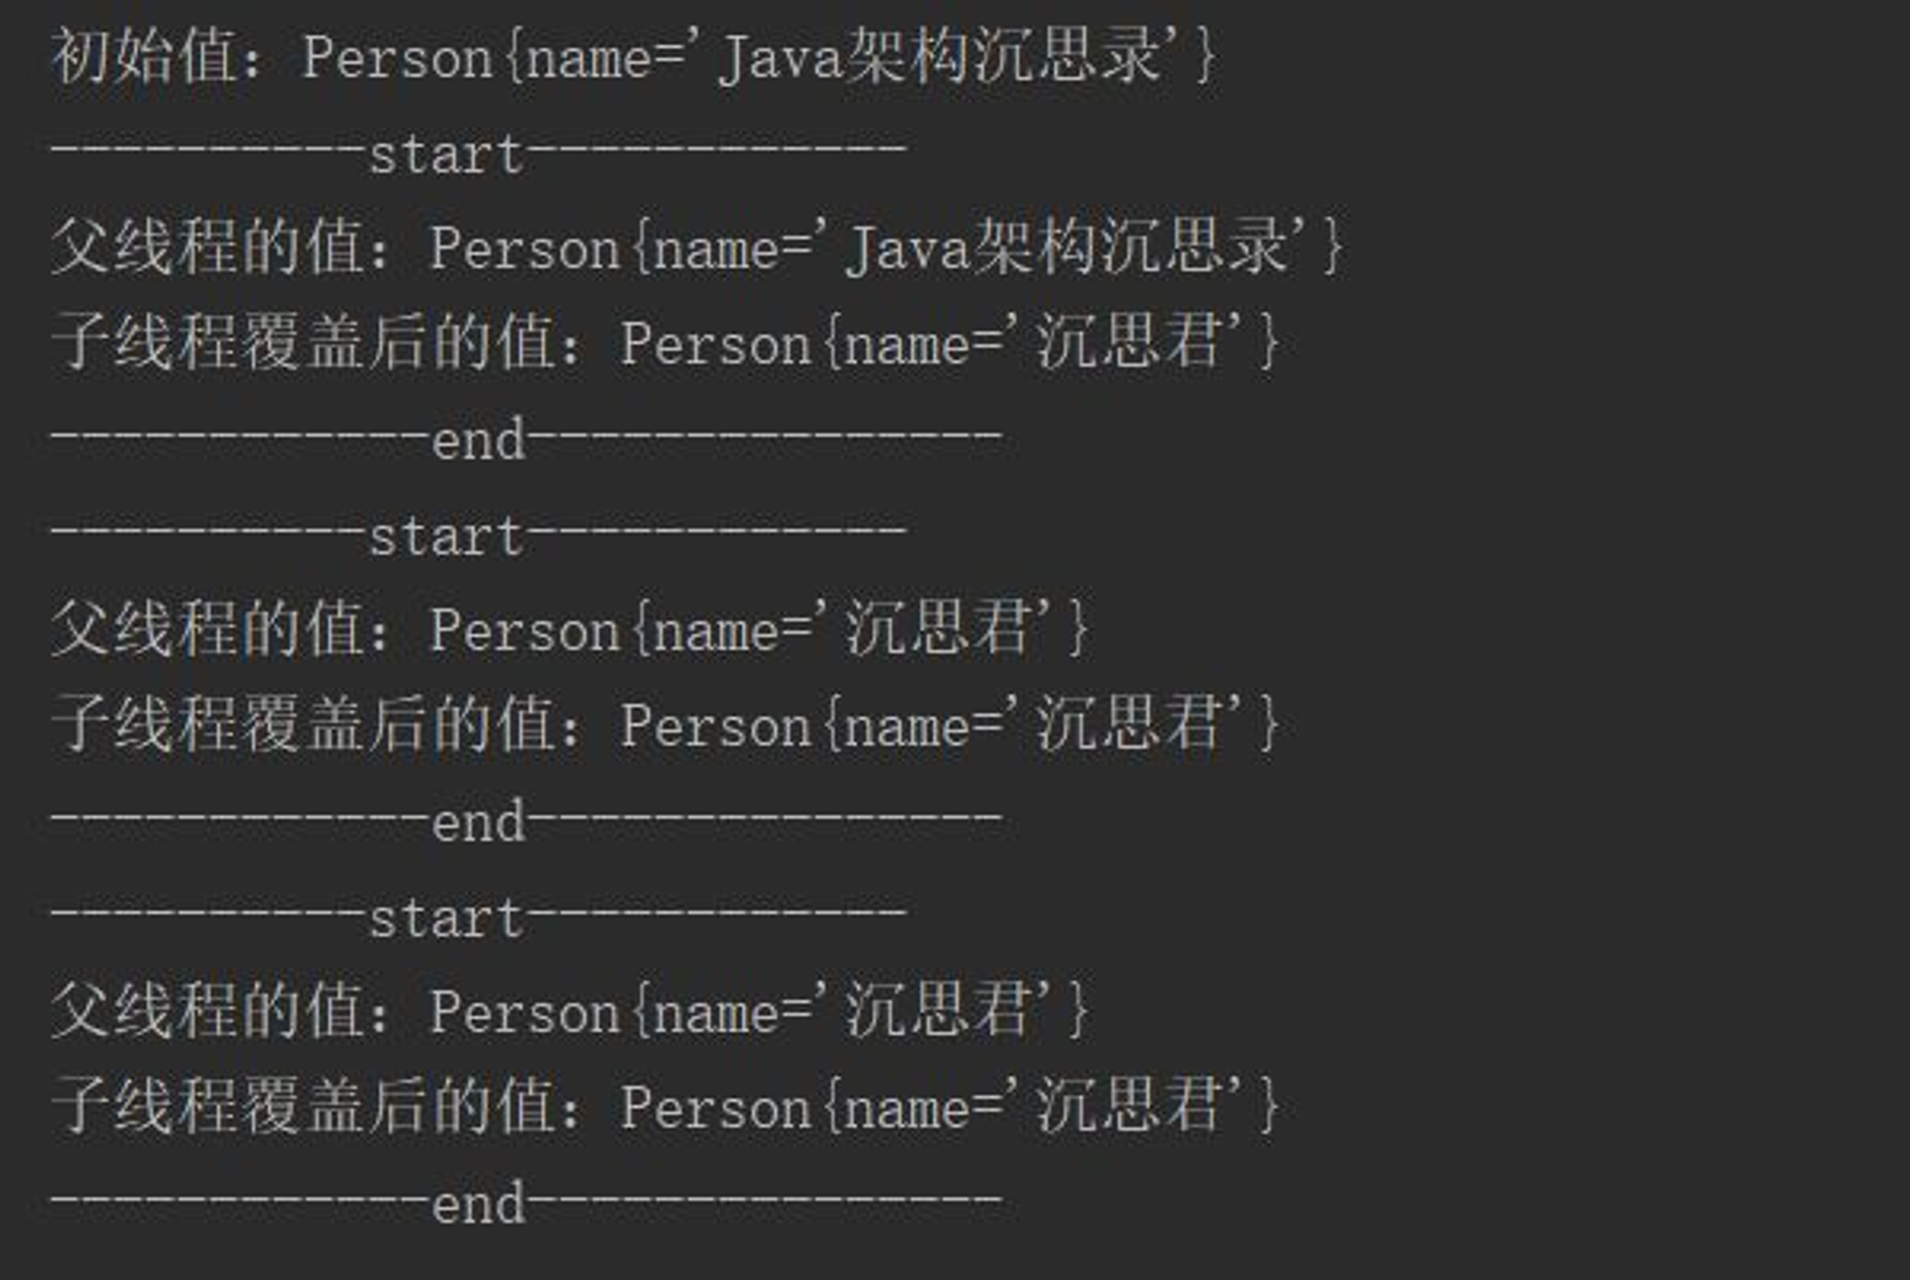 初始值：Person{name='Java架构沉思录'}
----------start------------
父线程的值：Person{name='Java架构沉思录'}
子线程覆盖后的值：Person{name='沉思君'}
------------end---------------
----------start------------
父线程的值：Person{name='沉思君'}
子线程覆盖后的值：Person{name='沉思君'}
------------end---------------
----------start------------
父线程的值：Person{name='沉思君'}
子线程覆盖后的值：Person{name='沉思君'}
------------end---------------